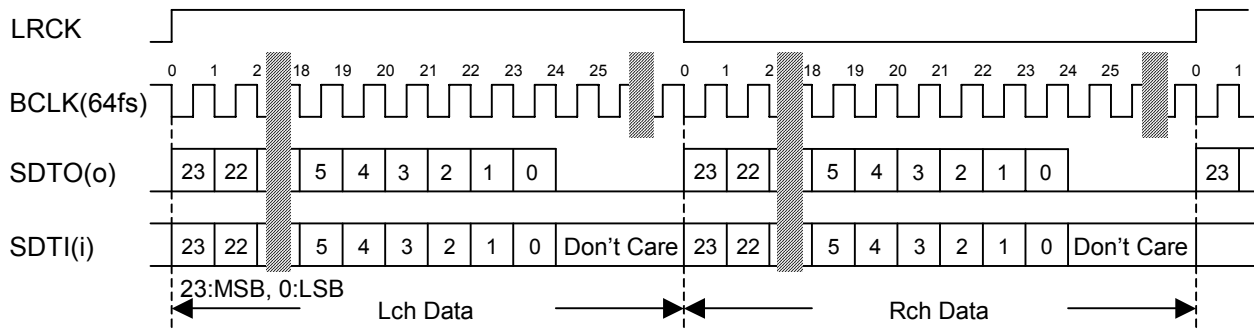 LRCK
0 1 2 18 19 20 21 22 23 24 25 0 1 2 18 19 20 21 22 23 24 25 0 1
BCLK(64fs)
SDTO(o) 23 22 5 4 3 2 1 0 23 22 5 4 3 2 1 0 23
SDTI(i) 23 22 5 4 3 2 1 0 Don't Care 23 22 5 4 3 2 1 0 Don't Care
23:MSB, 0:LSB
Lch Data Rch Data